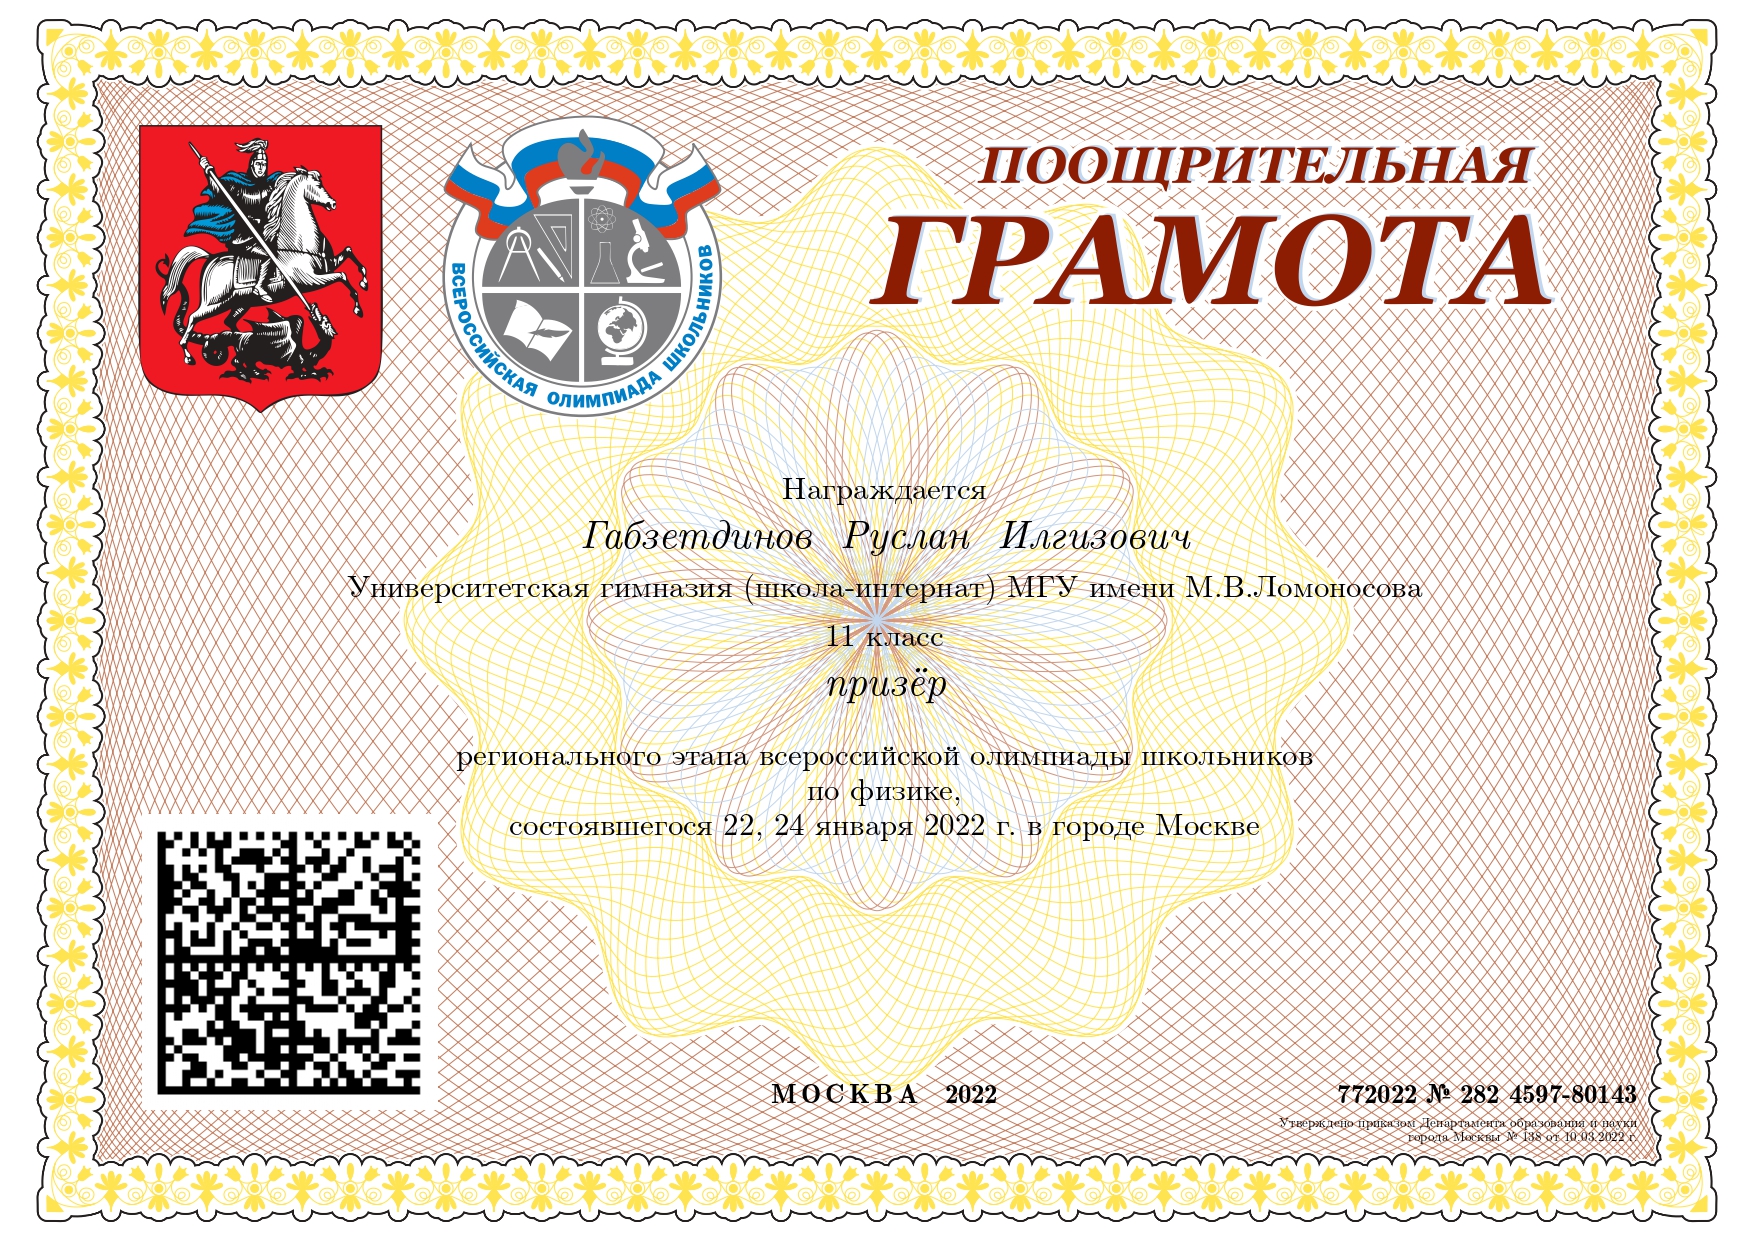 ВСЕРОССИЙСКАЯ ОЛИМПИАДА ШКОЛЬНИКОВ
ПООЩРИТЕЛЬНАЯ
ГРАМОТА
Награждается
Габзетдинов Руслан Илгизович
Университетская гимназия (школа-интернат) МГУ имени М.В.Ломоносова
11 класс
призёр
регионального этапа всероссийской олимпиады школьников
по физике,
состоявшегося 22, 24 января 2022 г. в городе Москве
МОСКВА 2022
772022 № 282 4597-80143
Утверждено приказом Департамента образования и науки
города Москвы № 138 от 10.03.2022 г.